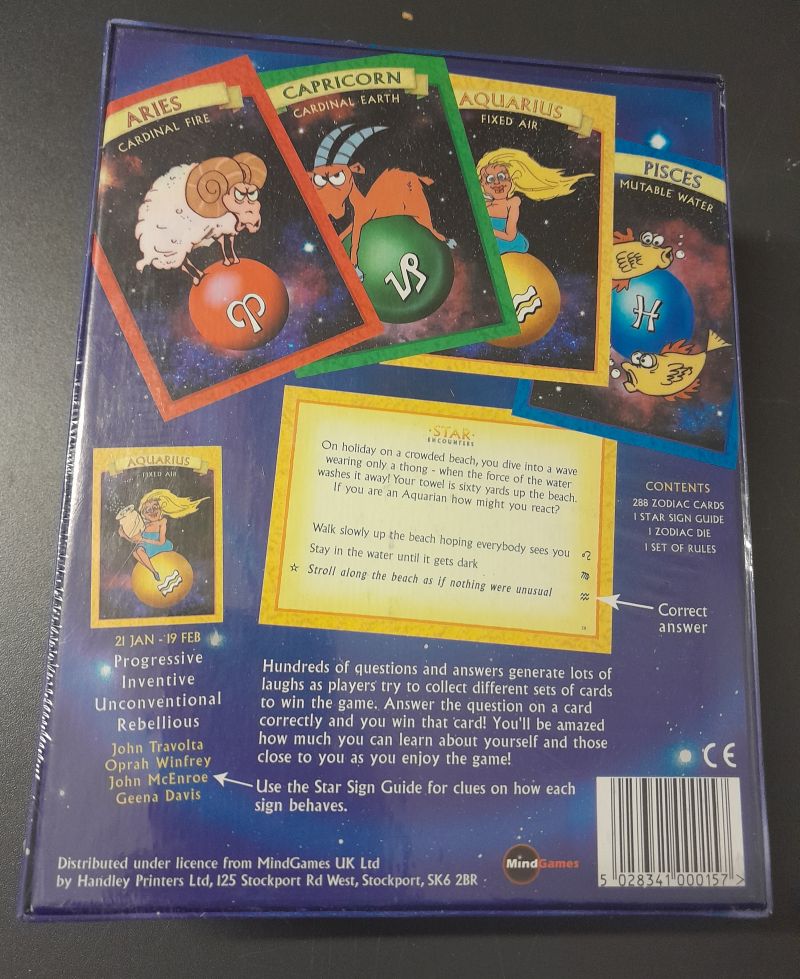 ARIES
CARDINAL FIRE
CAPRICORN
CARDINAL EARTH
AQUARIUS
FIXED AIR
PISCES
MUTABLE WATER
·STAR·
ENCOUNTERS
On holiday on a crowded beach, you dive into a wave
wearing only a thong - when the force of the water
washes it away! Your towel is sixty yards up the beach.
If you are an Aquarian how might you react?
Walk slowly up the beach hoping everybody sees you ♌
Stay in the water until it gets dark ♍
☆ Stroll along the beach as if nothing were unusual ♒
Correct
answer
CONTENTS
288 ZODIAC CARDS
1 STAR SIGN GUIDE
1 ZODIAC DIE
1 SET OF RULES
AQUARIUS
FIXED AIR
21 JAN - 19 FEB
Progressive
Inventive
Unconventional
Rebellious
John Travolta
Oprah Winfrey
John McEnroe
Geena Davis
Hundreds of questions and answers generate lots of
laughs as players try to collect different sets of cards
to win the game. Answer the question on a card
correctly and you win that card! You'll be amazed
how much you can learn about yourself and those
close to you as you enjoy the game!
Use the Star Sign Guide for clues on how each
sign behaves.
CE
Distributed under licence from MindGames UK Ltd
by Handley Printers Ltd, 125 Stockport Rd West, Stockport, SK6 2BR
MindGames
5 028341 000157 >